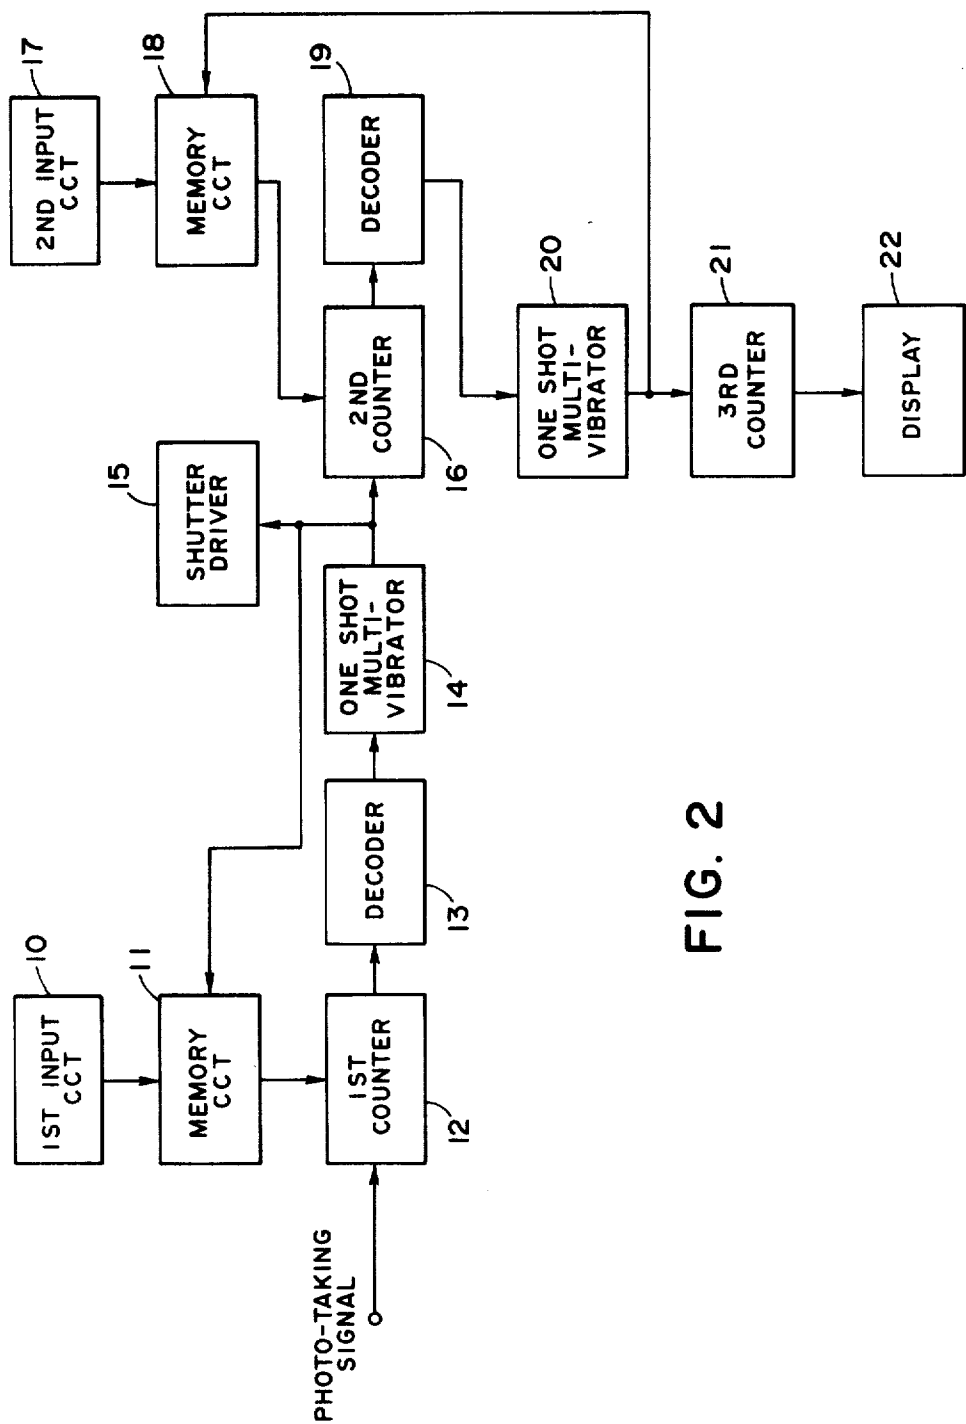 10
1ST INPUT
CCT
11
MEMORY
CCT
PHOTO-TAKING
SIGNAL
1ST
COUNTER
12
DECODER
13
ONE SHOT
MULTI-
VIBRATOR
14
15
SHUTTER
DRIVER
2ND
COUNTER
16
17
2ND INPUT
CCT
18
MEMORY
CCT
19
DECODER
20
ONE SHOT
MULTI-
VIBRATOR
21
3RD
COUNTER
22
DISPLAY
FIG. 2